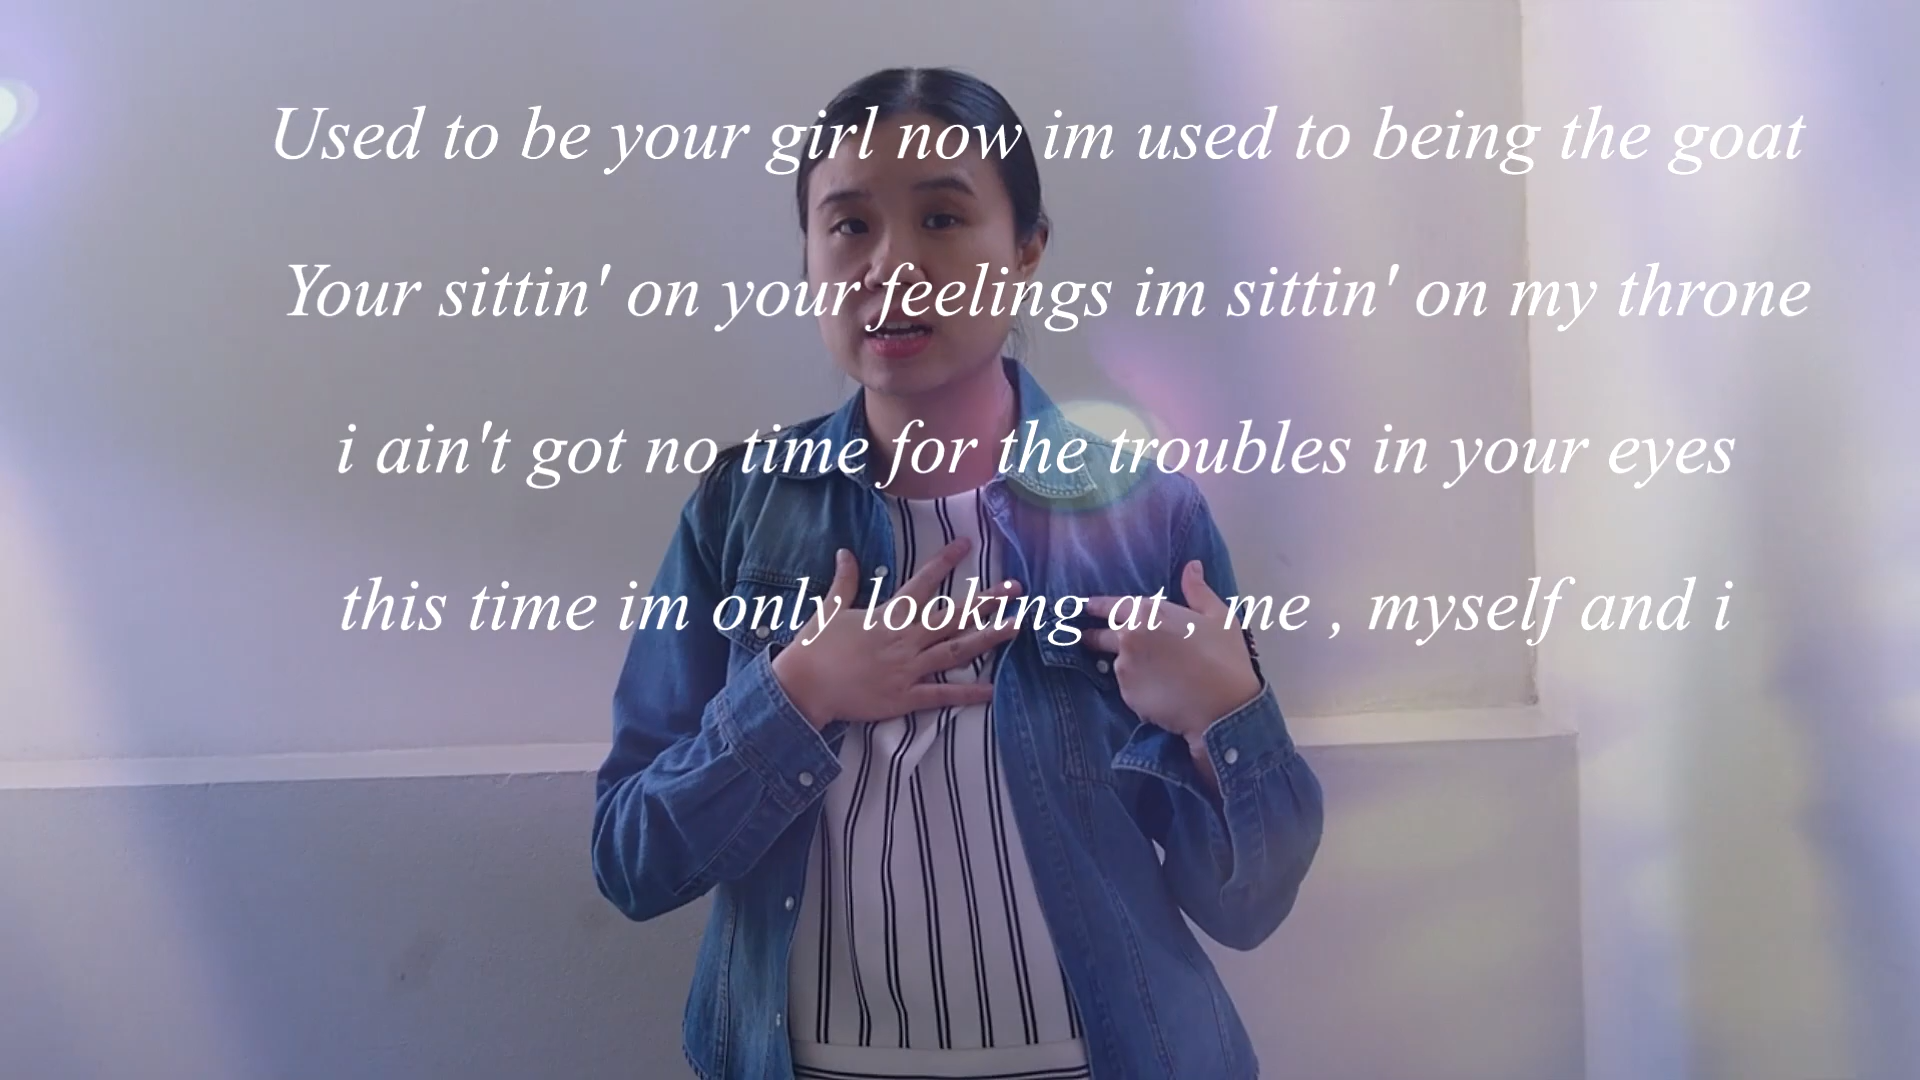 Used to be your girl now im used to being the goat
Your sittin' on your feelings im sittin' on my throne
i ain't got no time for the troubles in your eyes
this time im only looking at , me , myself and i